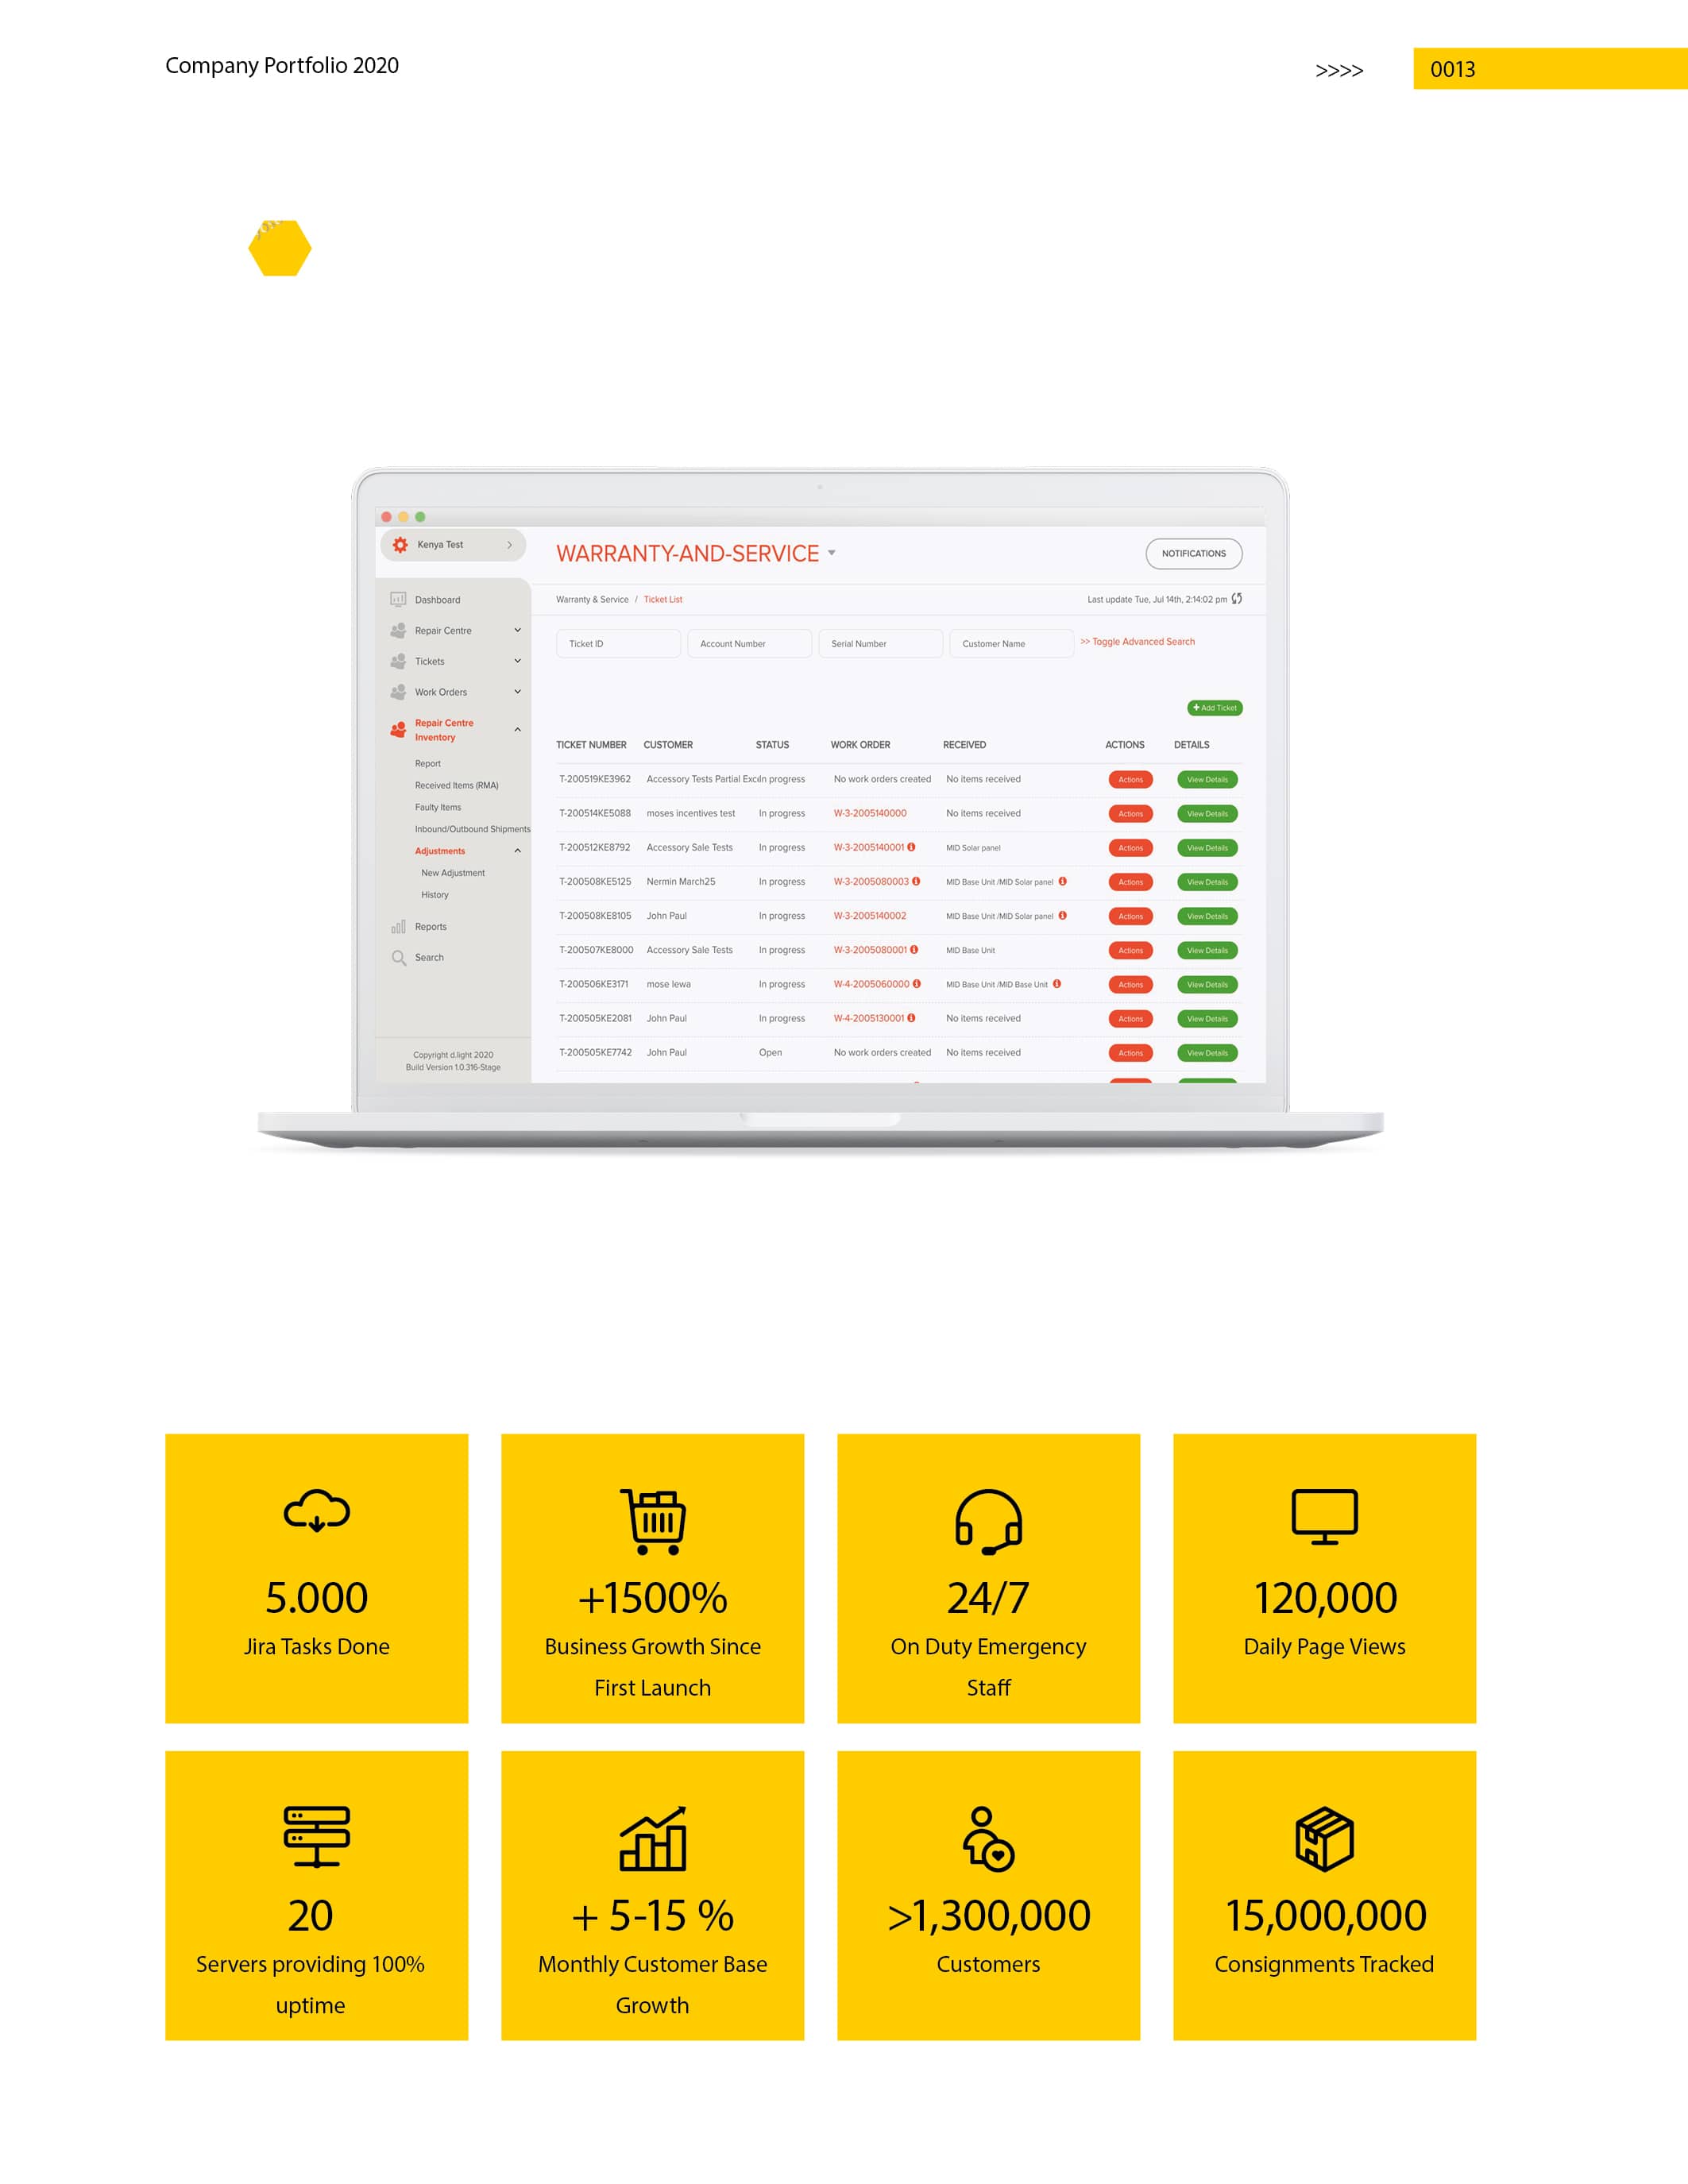 Company Portfolio 2020
>>>> 0013
Kenya Test
WARRANTY-AND-SERVICE
NOTIFICATIONS
Dashboard
Repair Centre
Tickets
Work Orders
Repair Centre
Inventory
Report
Received Items (RMA)
Faulty Items
Inbound/Outbound Shipments
Adjustments
New Adjustment
History
Reports
Search
Copyright d.light 2020
Build Version 1.0.316-Stage
Warranty & Service / Ticket List
Last update Tue, Jul 14th, 2:14:02 pm
Ticket ID Account Number Serial Number Customer Name >> Toggle Advanced Search
+ Add Ticket
TICKET NUMBER CUSTOMER STATUS WORK ORDER RECEIVED ACTIONS DETAILS
T-200519KE3962 Accessory Tests Partial Exc In progress No work orders created No items received Actions View Details
T-200514KE5088 moses incentives test In progress W-3-2005140000 No items received Actions View Details
T-200512KE8792 Accessory Sale Tests In progress W-3-2005140001 MID Solar panel Actions View Details
T-200508KE5125 Nermin March25 In progress W-3-2005080003 MID Base Unit /MID Solar panel Actions View Details
T-200508KE8105 John Paul In progress W-3-2005140002 MID Base Unit /MID Solar panel Actions View Details
T-200507KE8000 Accessory Sale Tests In progress W-3-2005080001 MID Base Unit Actions View Details
T-200506KE3171 mose lewa In progress W-4-2005060000 MID Base Unit /MID Base Unit Actions View Details
T-200505KE2081 John Paul In progress W-4-2005130001 No items received Actions View Details
T-200505KE7742 John Paul Open No work orders created No items received Actions View Details
5.000
Jira Tasks Done
+1500%
Business Growth Since
First Launch
24/7
On Duty Emergency
Staff
120,000
Daily Page Views
20
Servers providing 100%
uptime
+ 5-15 %
Monthly Customer Base
Growth
>1,300,000
Customers
15,000,000
Consignments Tracked